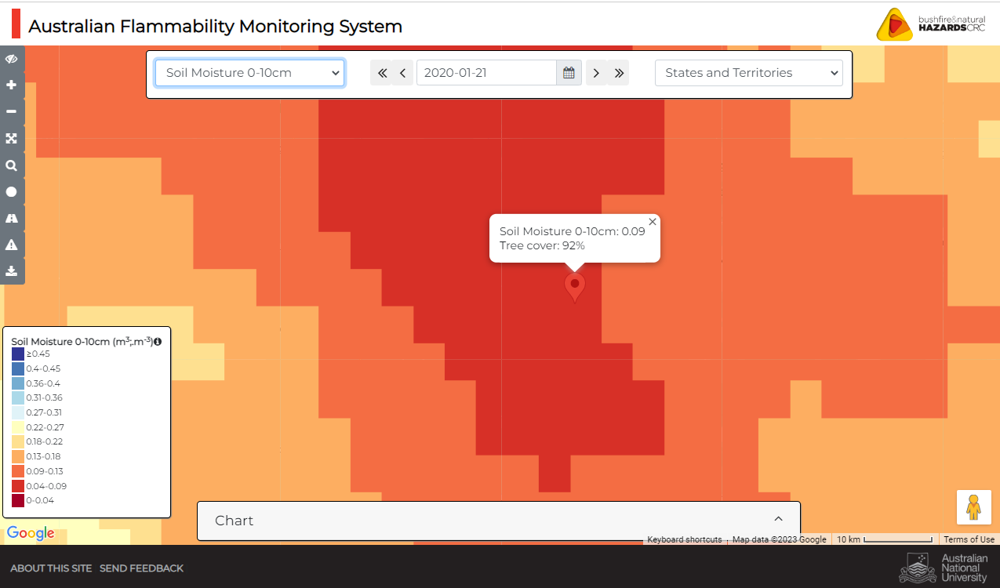 Australian Flammability Monitoring System
bushfire&natural
HAZARDSCRC
Soil Moisture 0-10cm
2020-01-21
States and Territories
Soil Moisture 0-10cm: 0.09
Tree cover: 92%
Soil Moisture 0-10cm (m³;.m⁻³)
≥0.45
0.4-0.45
0.36-0.4
0.31-0.36
0.27-0.31
0.22-0.27
0.18-0.22
0.13-0.18
0.09-0.13
0.04-0.09
0-0.04
Chart
Google
Keyboard shortcuts
Map data ©2023 Google
10 km
Terms of Use
ABOUT THIS SITE
SEND FEEDBACK
Australian
National
University